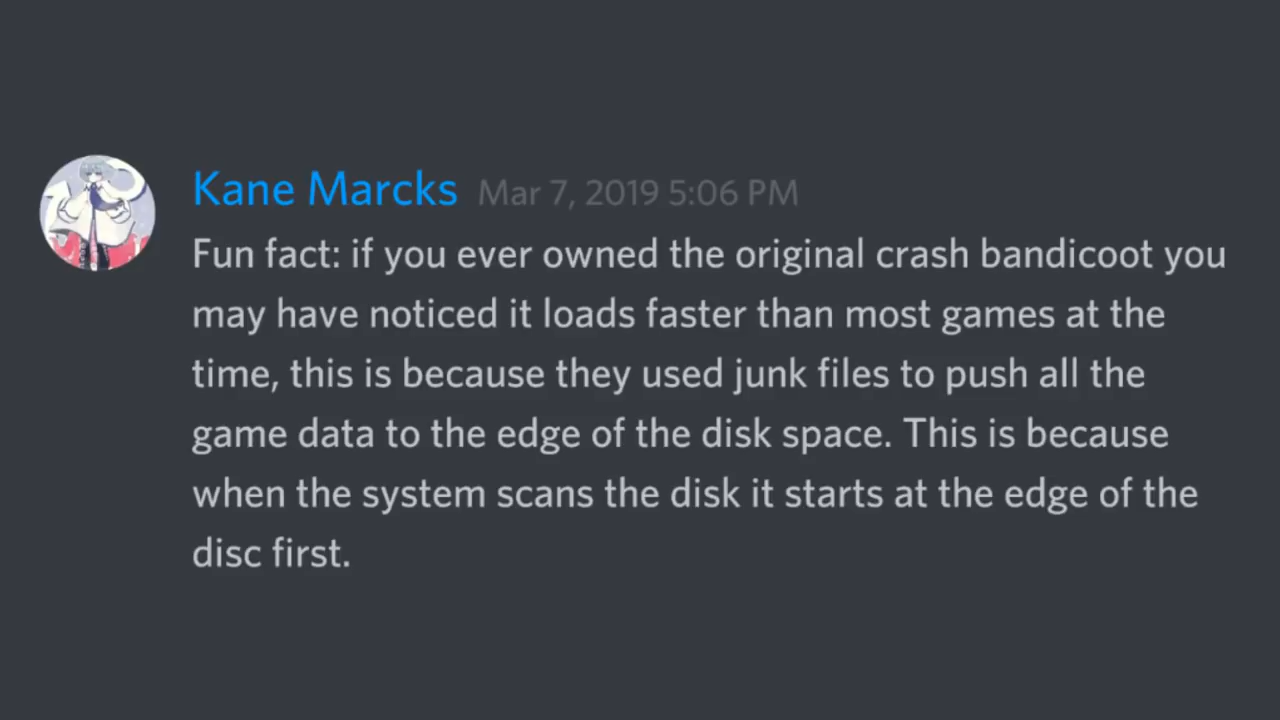 Kane Marcks Mar 7, 2019 5:06 PM
Fun fact: if you ever owned the original crash bandicoot you
may have noticed it loads faster than most games at the
time, this is because they used junk files to push all the
game data to the edge of the disk space. This is because
when the system scans the disk it starts at the edge of the
disc first.